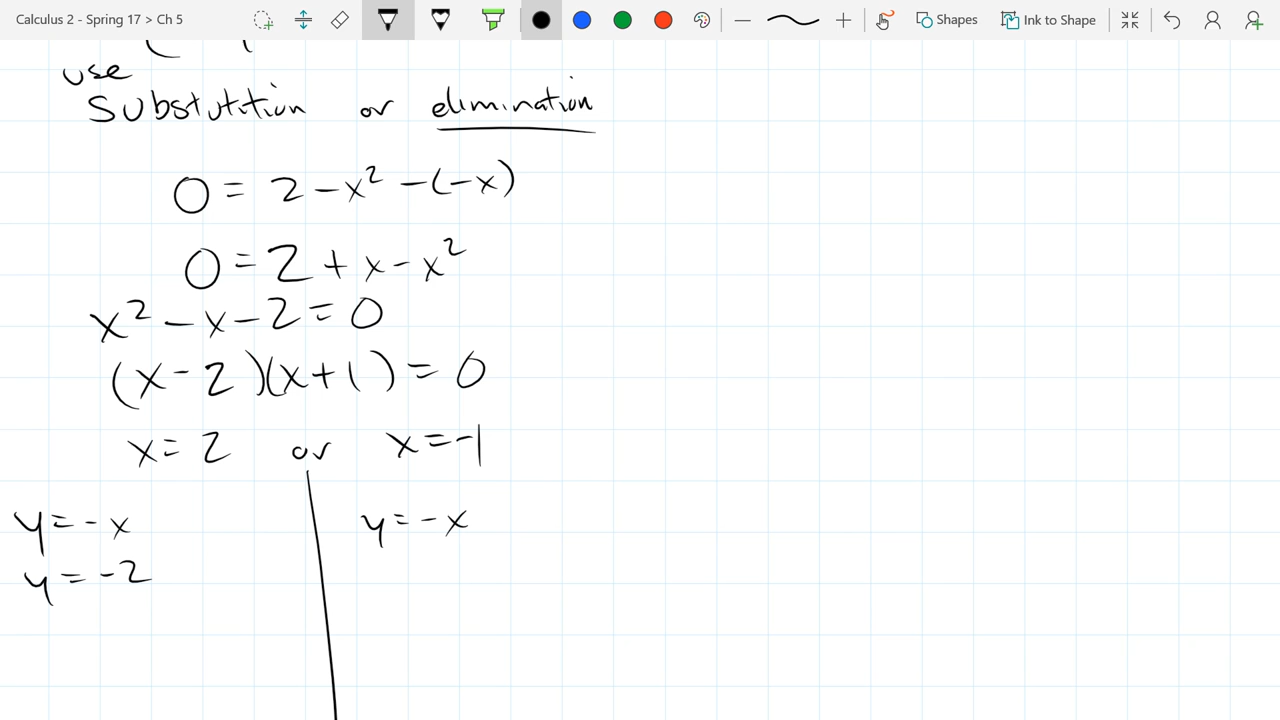 Calculus 2 - Spring 17 > Ch 5
Shapes
Ink to Shape
use
Substitution or elimination
0 = 2 - x² - (-x)
0 = 2 + x - x²
x² - x - 2 = 0
(x - 2)(x + 1) = 0
x = 2 or x = -1
y = -x
y = -2
y = -x